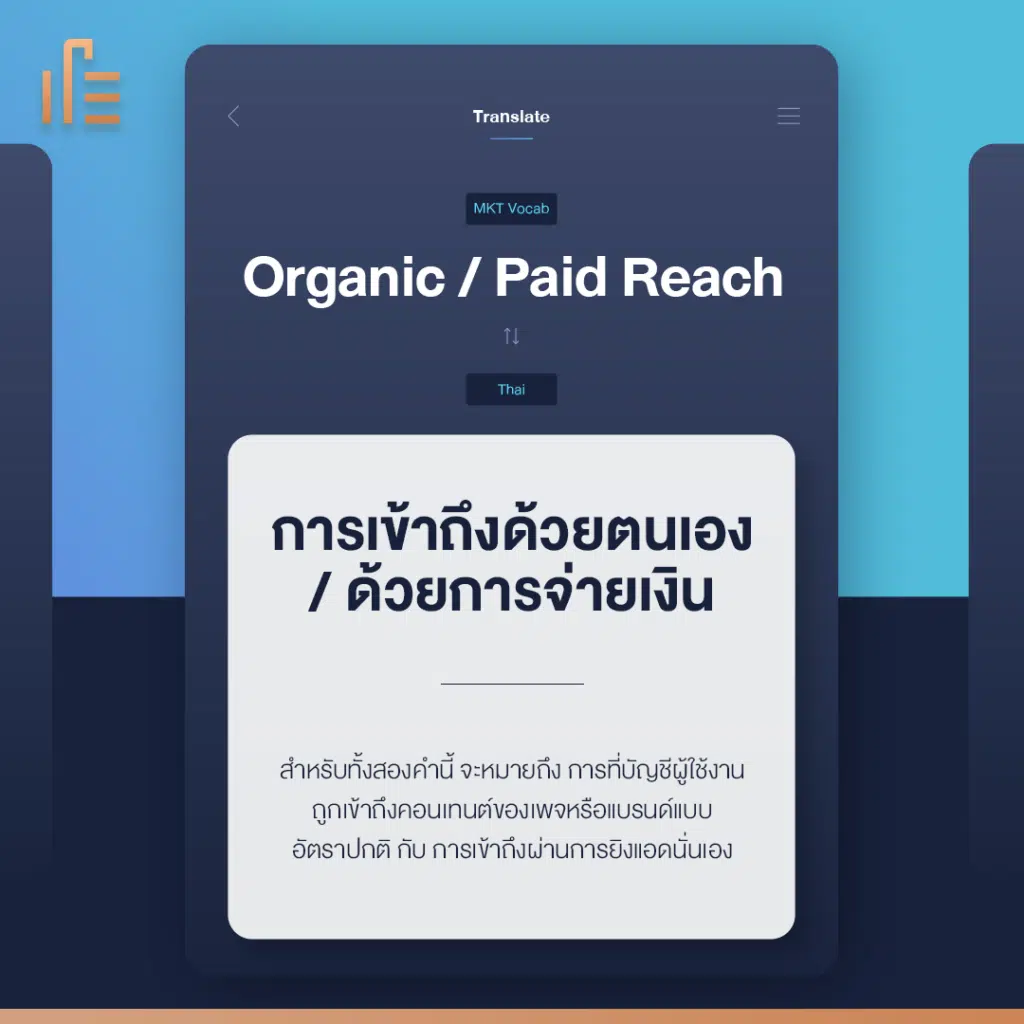 Translate
MKT Vocab
Organic / Paid Reach
Thai
การเข้าถึงด้วยตนเอง
/ ด้วยการจ่ายเงิน
สำหรับทั้งสองคำนี้ จะหมายถึง การที่บัญชีผู้ใช้งาน
ถูกเข้าถึงคอนเทนต์ของเพจหรือแบรนด์แบบ
อัตราปกติ กับ การเข้าถึงผ่านการยิงแอดนั่นเอง